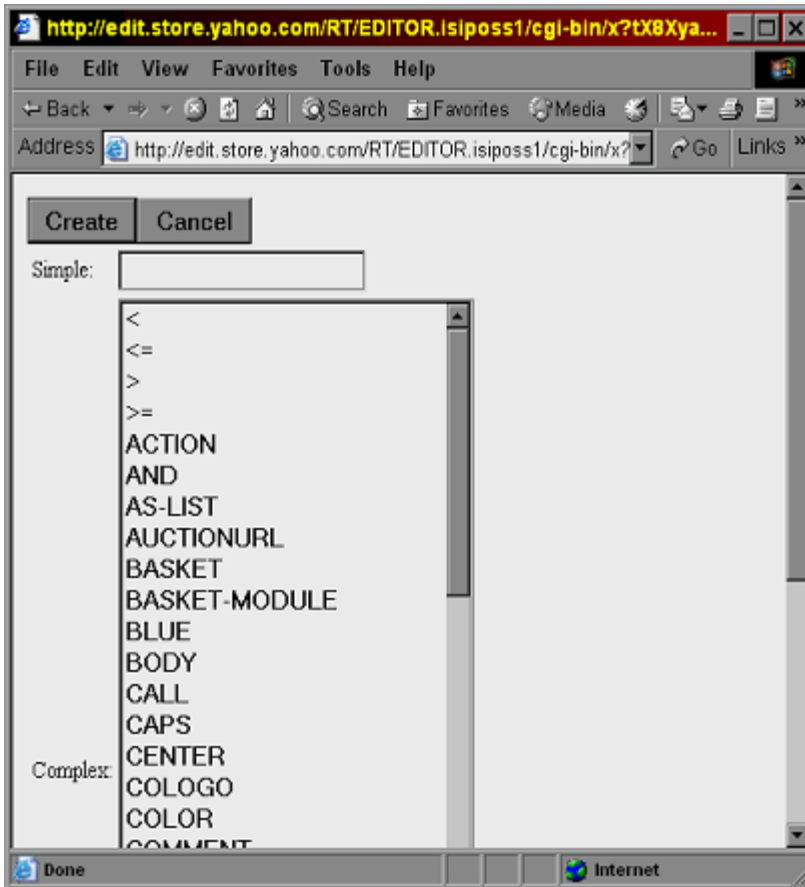 http://edit.store.yahoo.com/RT/EDITOR.isiposs1/cgi-bin/x?tX8Xya...
File Edit View Favorites Tools Help
Back Search Favorites Media
Address http://edit.store.yahoo.com/RT/EDITOR.isiposs1/cgi-bin/x? Go Links »
Create Cancel
Simple:
<
<=
>
>=
ACTION
AND
AS-LIST
AUCTIONURL
BASKET
BASKET-MODULE
BLUE
BODY
CALL
CAPS
CENTER
Complex:
COLOGO
COLOR
COMMENT
Done Internet